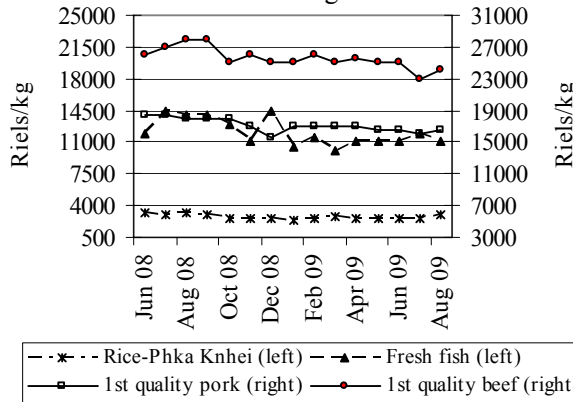 25000 31000
21500 27000
18000 23000
14500 19000
11000 15000
7500 11000
4000 7000
500 3000
Riels/kg
Riels/kg
Jun 08
Aug 08
Oct 08
Dec 08
Feb 09
Apr 09
Jun 09
Aug 09
Rice-Phka Knhei (left) Fresh fish (left)
1st quality pork (right) 1st quality beef (right